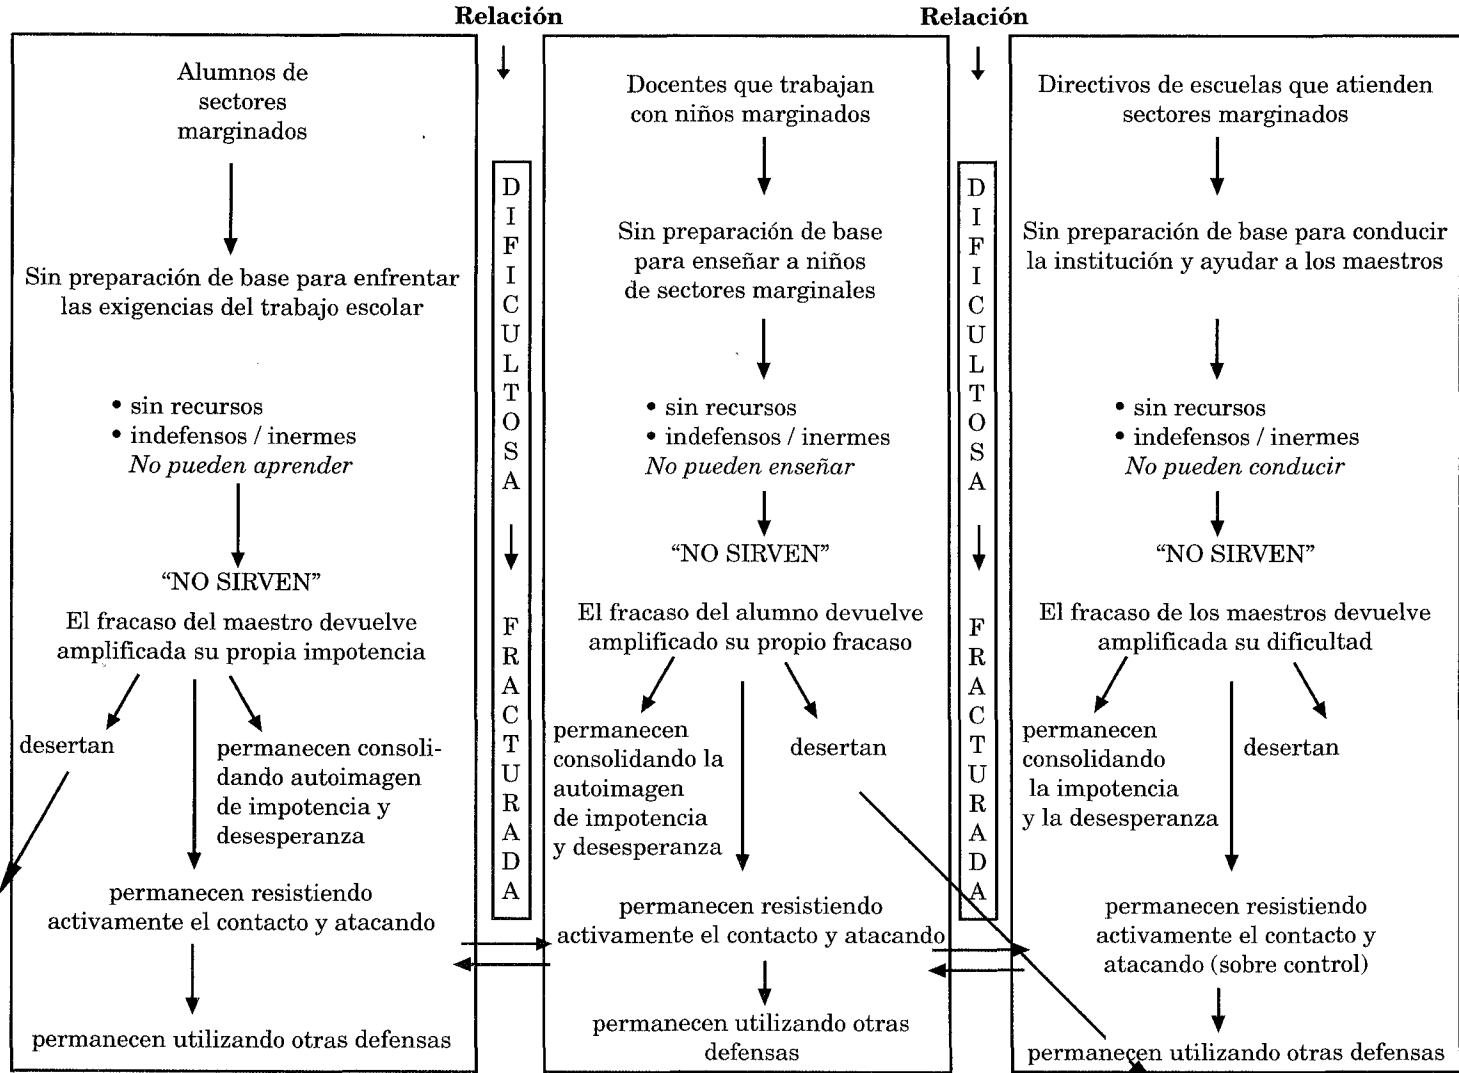 Relación
Relación
Alumnos de
sectores
marginados
Sin preparación de base para enfrentar
las exigencias del trabajo escolar
• sin recursos
• indefensos / inermes
No pueden aprender
“NO SIRVEN”
El fracaso del maestro devuelve
amplificada su propia impotencia
desertan
permanecen consoli-
dando autoimagen
de impotencia y
desesperanza
permanecen resistiendo
activamente el contacto y atacando
permanecen utilizando otras defensas
DIFICULTOSA
FRACTURADA
Docentes que trabajan
con niños marginados
Sin preparación de base
para enseñar a niños
de sectores marginales
• sin recursos
• indefensos / inermes
No pueden enseñar
“NO SIRVEN”
El fracaso del alumno devuelve
amplificado su propio fracaso
permanecen
consolidando la
autoimagen
de impotencia
y desesperanza
desertan
permanecen resistiendo
activamente el contacto y atacando
permanecen utilizando otras
defensas
DIFICULTOSA
FRACTURADA
Directivos de escuelas que atienden
sectores marginados
Sin preparación de base para conducir
la institución y ayudar a los maestros
• sin recursos
• indefensos / inermes
No pueden conducir
“NO SIRVEN”
El fracaso de los maestros devuelve
amplificada su dificultad
permanecen
consolidando
la impotencia
y la desesperanza
desertan
permanecen resistiendo
activamente el contacto y
atacando (sobre control)
permanecen utilizando otras defensas